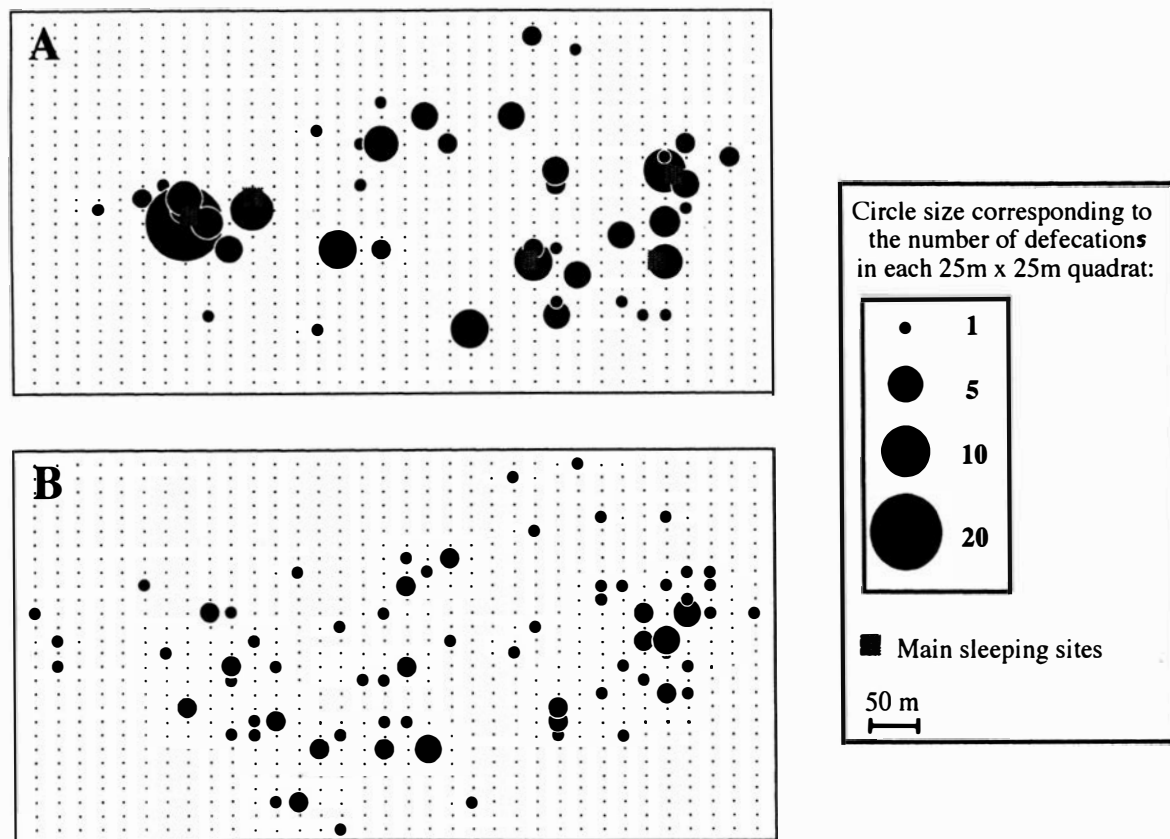 A
B
Circle size corresponding to
the number of defecations
in each 25m x 25m quadrat:
1
5
10
20
Main sleeping sites
50 m